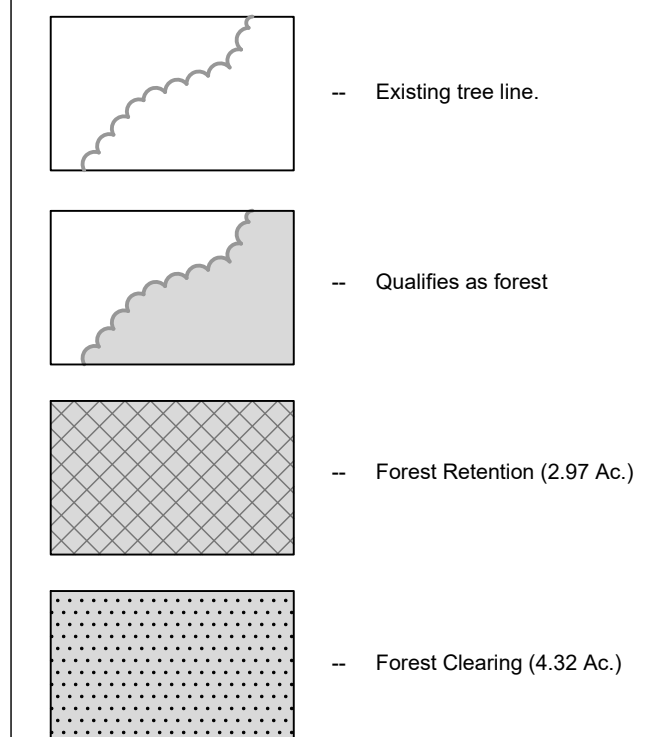 -- Existing tree line.
-- Qualifies as forest
-- Forest Retention (2.97 Ac.)
-- Forest Clearing (4.32 Ac.)